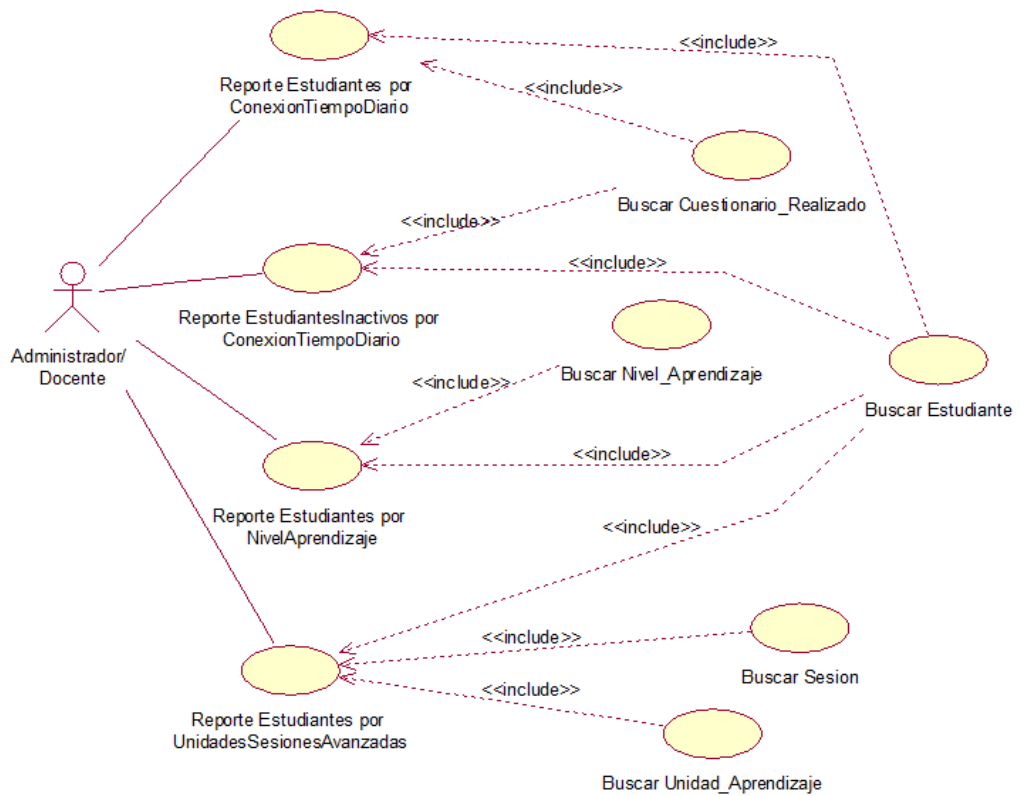 <<include>>
Reporte Estudiantes por
ConexionTiempoDiario
<<include>>
Buscar Cuestionario_Realizado
<<include>>
<<include>>
Reporte EstudiantesInactivos por
ConexionTiempoDiario
Administrador/
Docente
Buscar Nivel_Aprendizaje
<<include>>
Buscar Estudiante
<<include>>
Reporte Estudiantes por
NivelAprendizaje
<<include>>
<<include>>
Buscar Sesion
<<include>>
Reporte Estudiantes por
UnidadesSesionesAvanzadas
Buscar Unidad_Aprendizaje